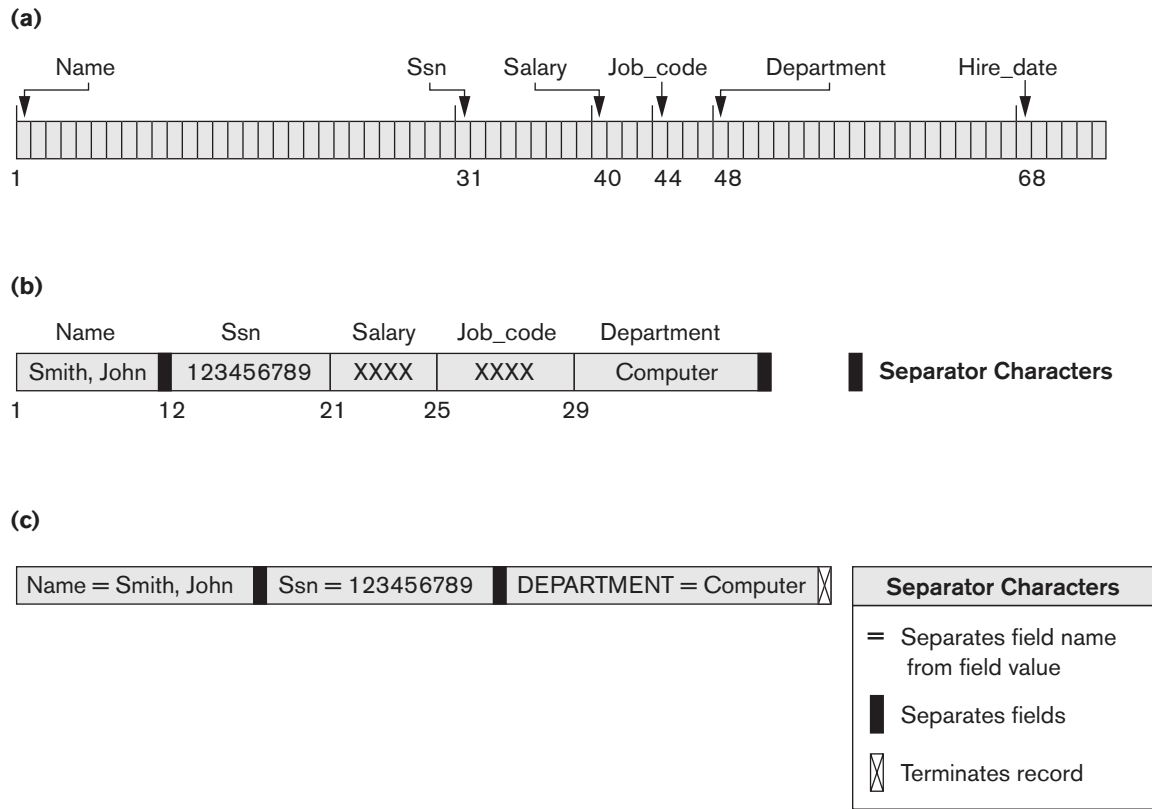 (a)
Name Ssn Salary Job_code Department Hire_date
1 31 40 44 48 68
(b)
Name Ssn Salary Job_code Department
Smith, John 123456789 XXXX XXXX Computer Separator Characters
1 12 21 25 29
(c)
Name = Smith, John Ssn = 123456789 DEPARTMENT = Computer
Separator Characters
= Separates field name
from field value
Separates fields
Terminates record